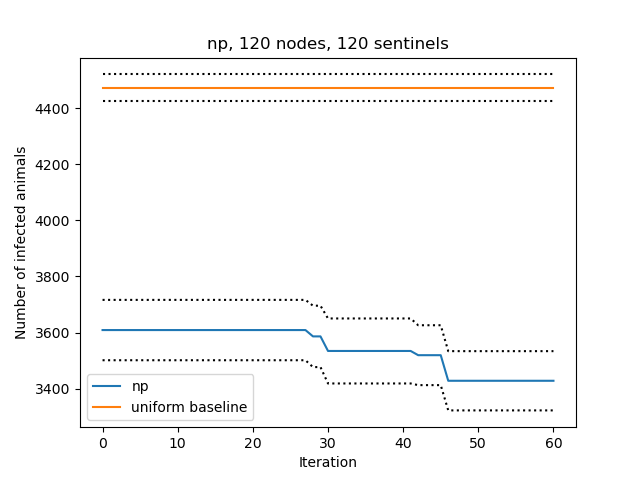 np, 120 nodes, 120 sentinels
Number of infected animals
4400
4200
4000
3800
3600
3400
np
uniform baseline
0 10 20 30 40 50 60
Iteration